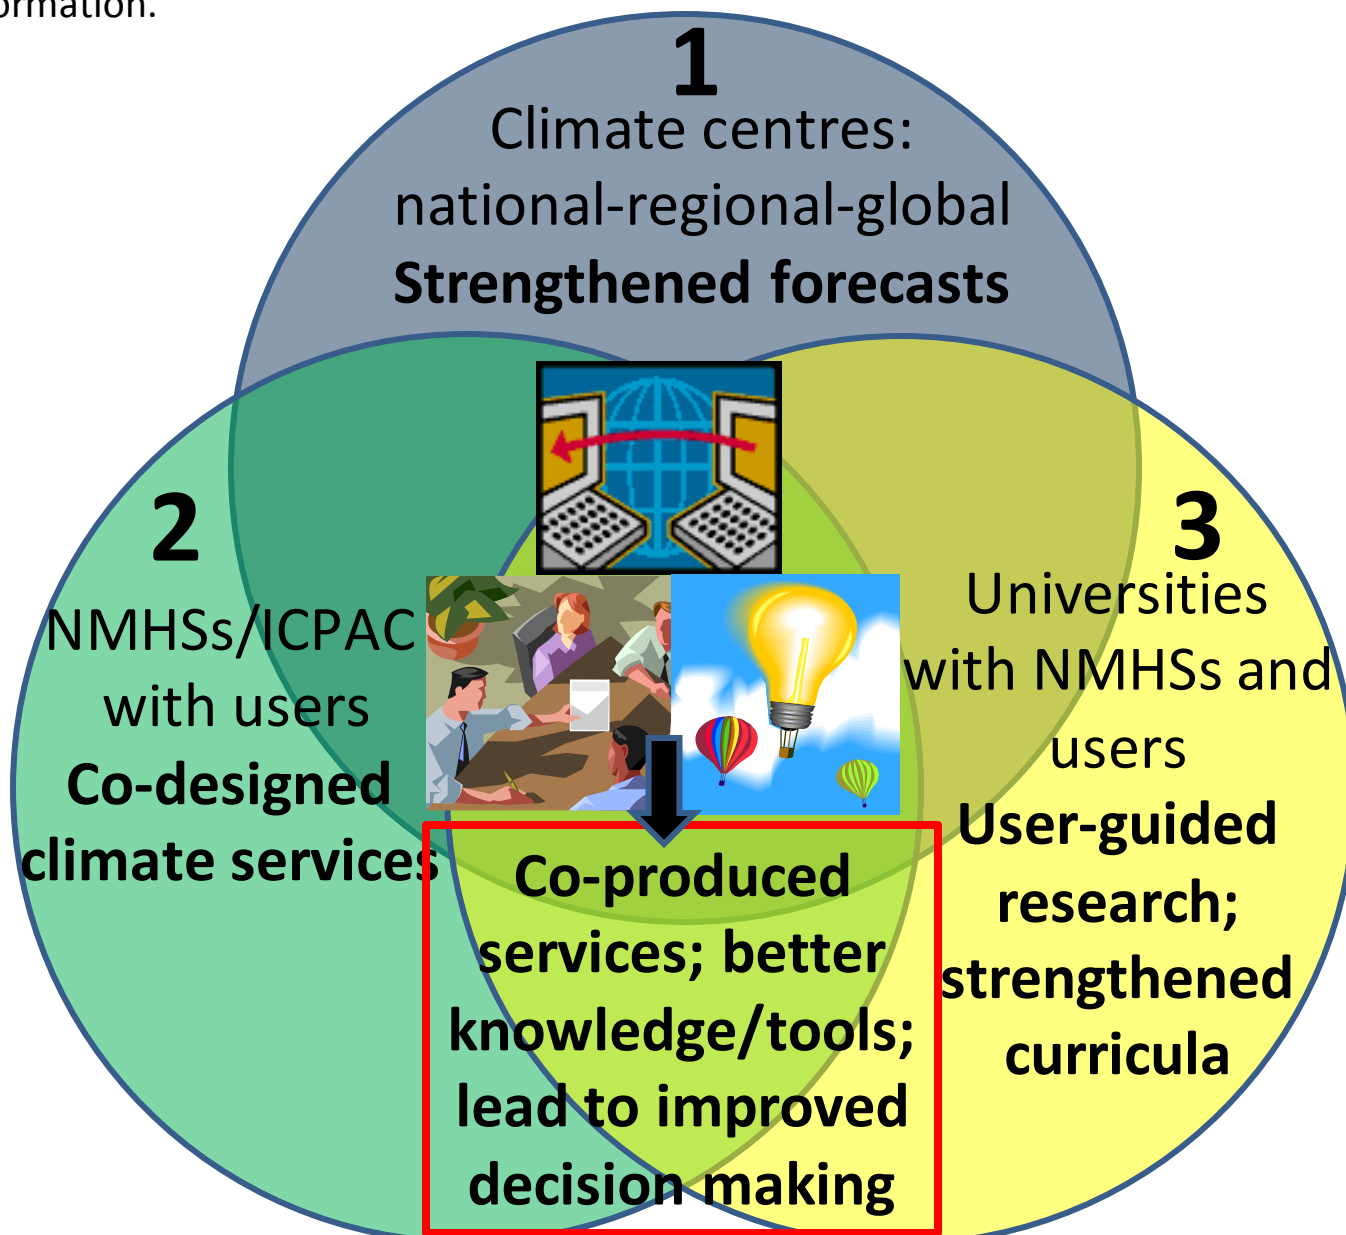 ormation.
1
Climate centres:
national-regional-global
Strengthened forecasts
2
NMHSs/ICPAC
with users
Co-designed
climate services
3
Universities
with NMHSs and
users
User-guided
research;
strengthened
curricula
Co-produced
services; better
knowledge/tools;
lead to improved
decision making